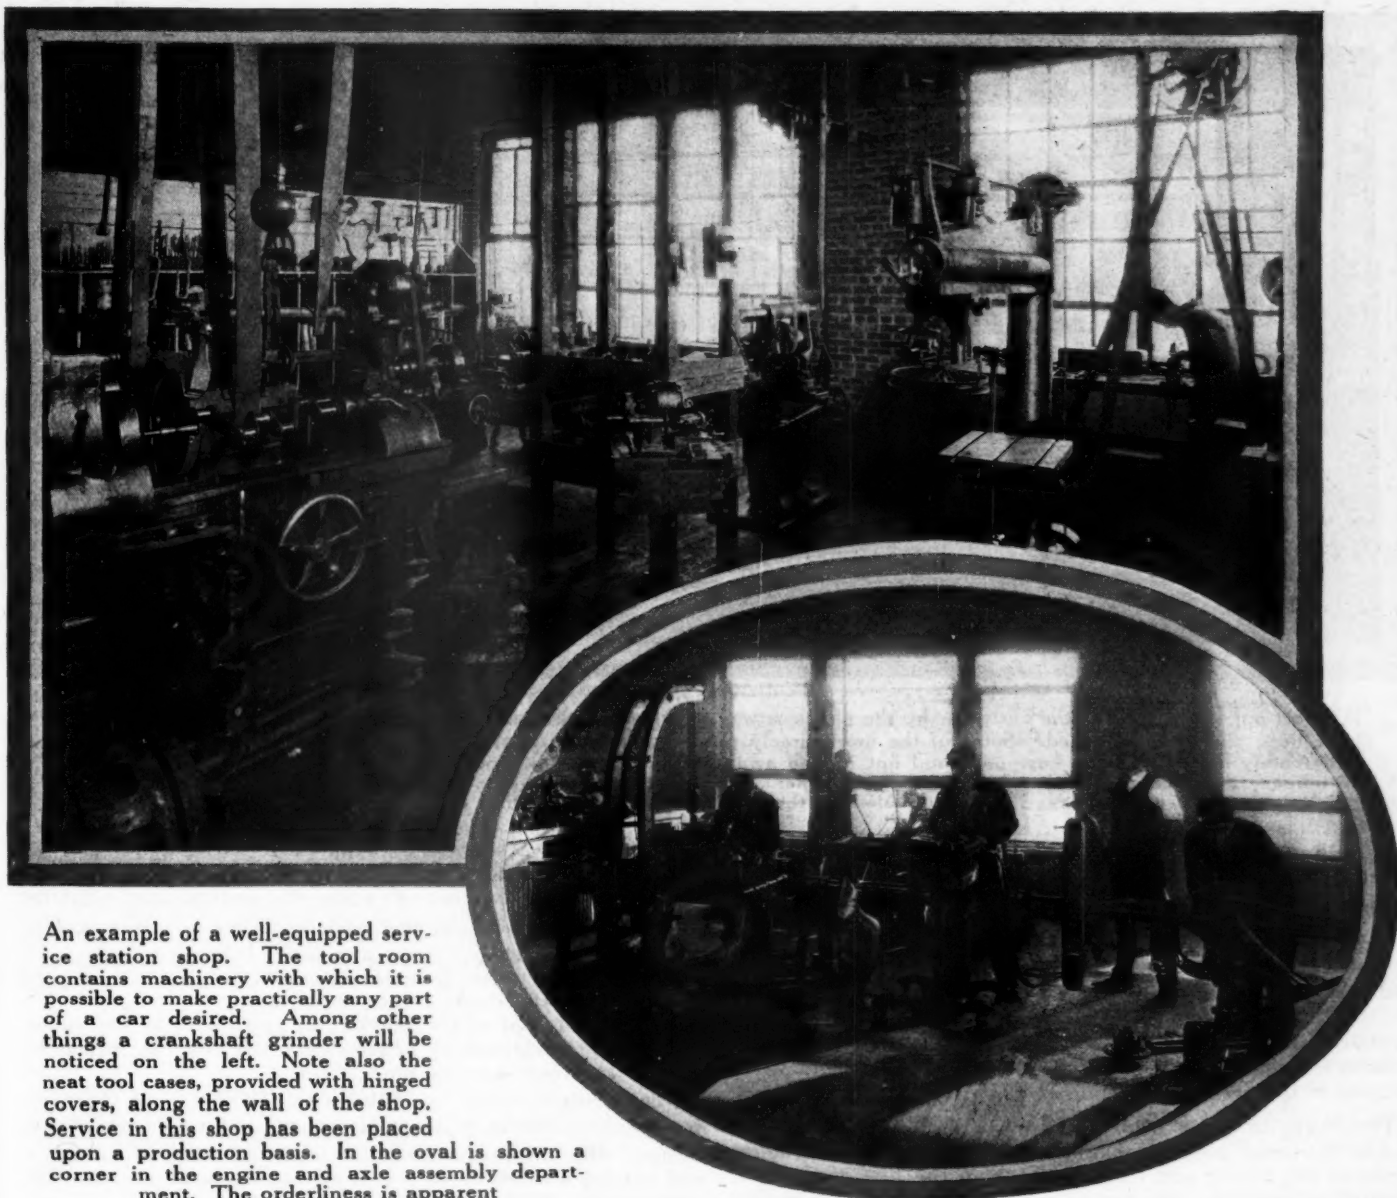 An example of a well-equipped serv-
ice station shop. The tool room
contains machinery with which it is
possible to make practically any part
of a car desired. Among other
things a crankshaft grinder will be
noticed on the left. Note also the
neat tool cases, provided with hinged
covers, along the wall of the shop.
Service in this shop has been placed
upon a production basis. In the oval is shown a
corner in the engine and axle assembly depart-
ment. The orderliness is apparent